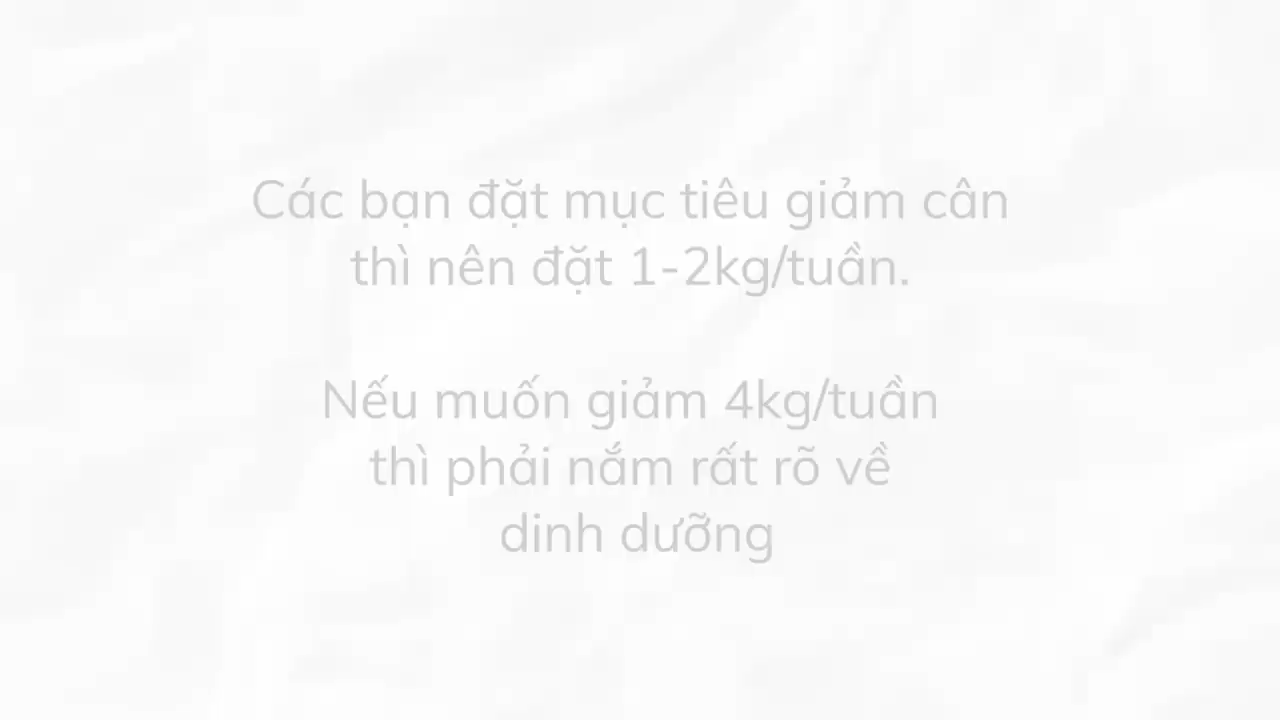 Các bạn đặt mục tiêu giảm cân
thì nên đặt 1-2kg/tuần.
Nếu muốn giảm 4kg/tuần
thì phải nắm rất rõ về
dinh dưỡng